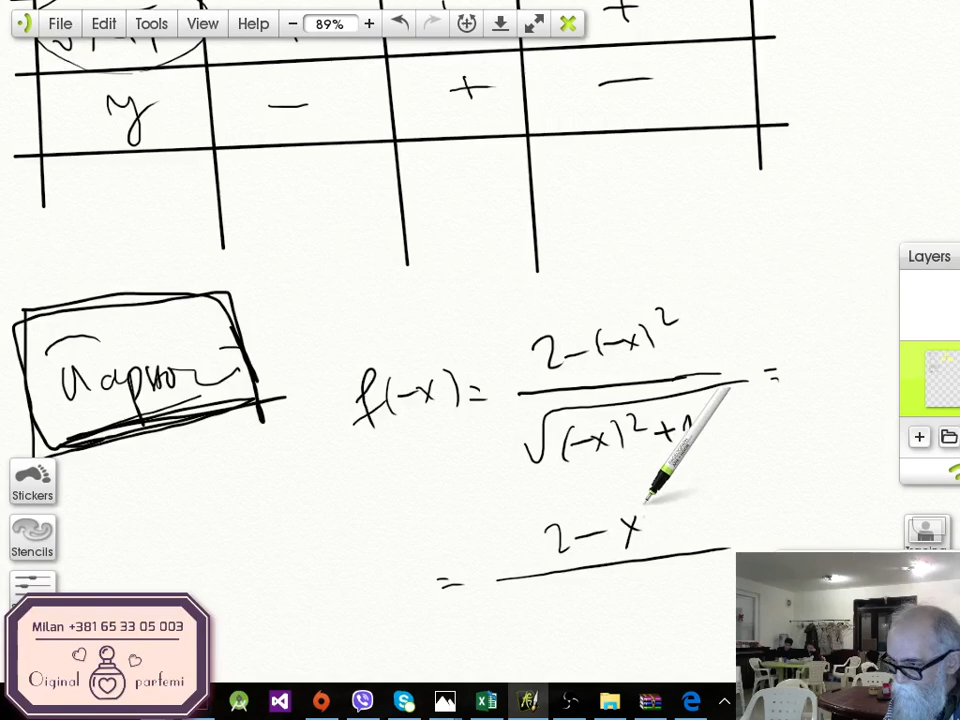 File Edit Tools View Help − 89% +
y − + −
Парност
f(-x) = 2-(-x)² / √(-x)²+1 =
= 2-x
Layers
Stickers
Stencils
Milan +381 65 33 05 003
Original parfemi